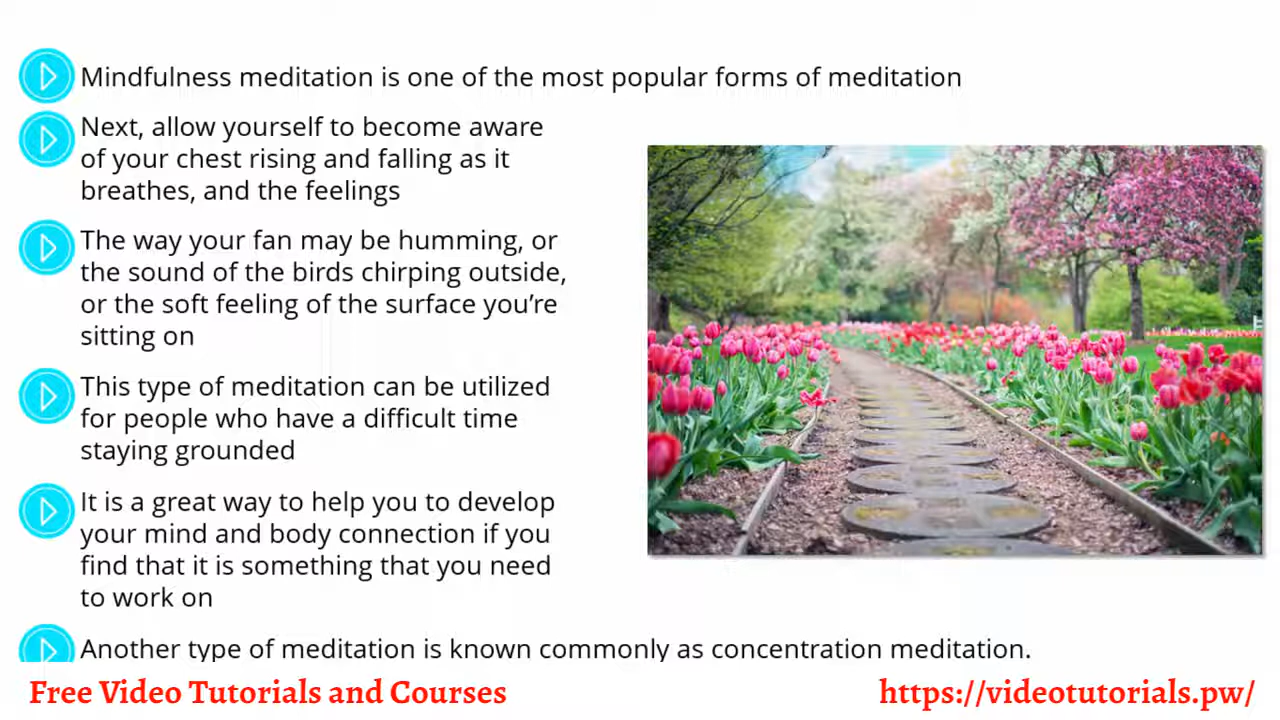 Mindfulness meditation is one of the most popular forms of meditation
Next, allow yourself to become aware
of your chest rising and falling as it
breathes, and the feelings
The way your fan may be humming, or
the sound of the birds chirping outside,
or the soft feeling of the surface you’re
sitting on
This type of meditation can be utilized
for people who have a difficult time
staying grounded
It is a great way to help you to develop
your mind and body connection if you
find that it is something that you need
to work on
Another type of meditation is known commonly as concentration meditation.
Free Video Tutorials and Courses
https://videotutorials.pw/